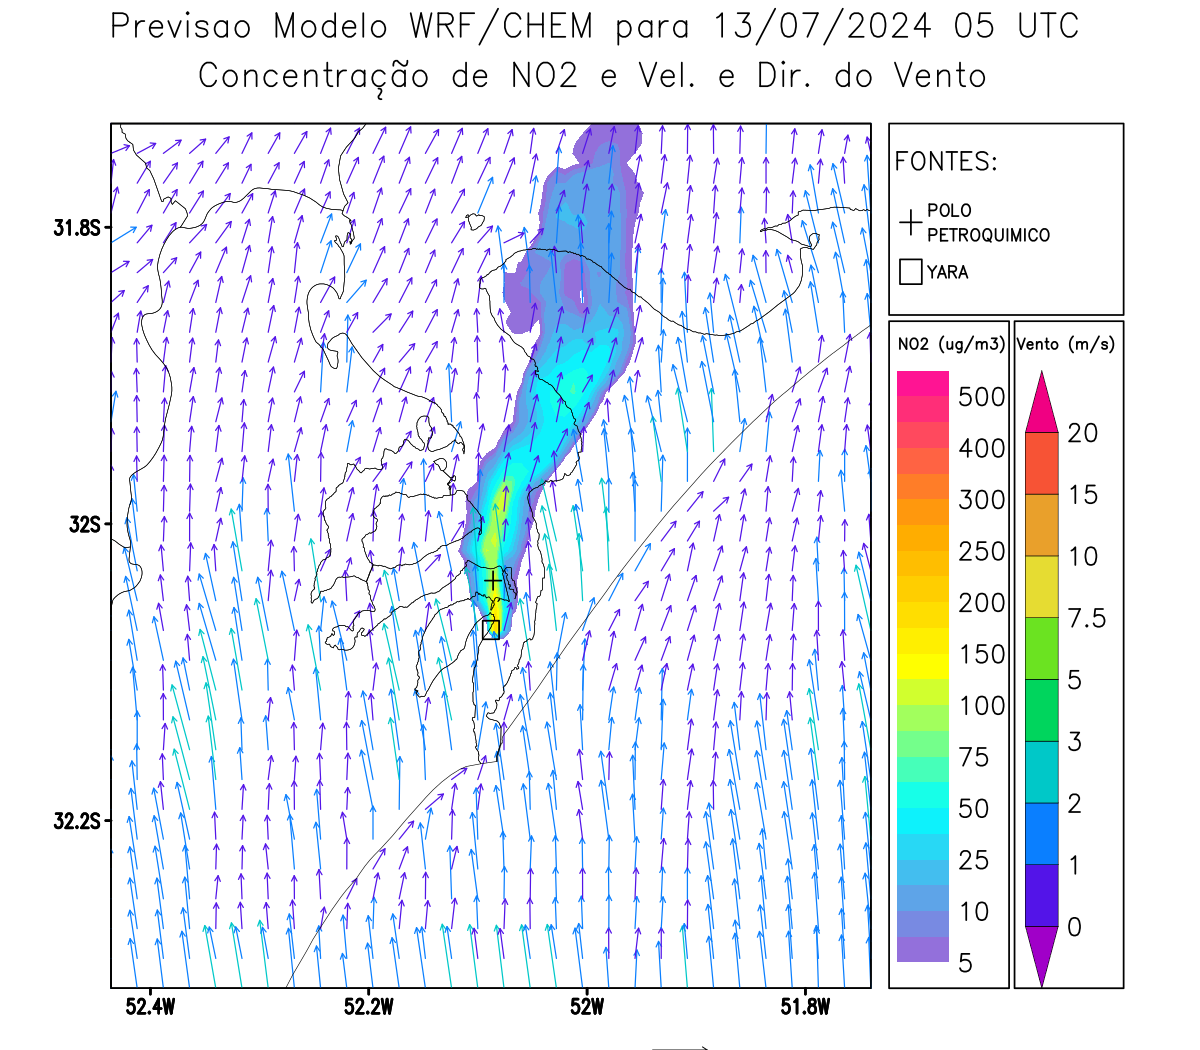 Previsao Modelo WRF/CHEM para 13/07/2024 05 UTC
Concentração de NO2 e Vel. e Dir. do Vento
FONTES:
POLO
PETROQUIMICO
YARA
NO2 (ug/m3)
500
400
300
250
200
150
100
75
50
25
10
5
Vento (m/s)
20
15
10
7.5
5
3
2
1
0
31.8S
32S
32.2S
52.4W
52.2W
52W
51.8W